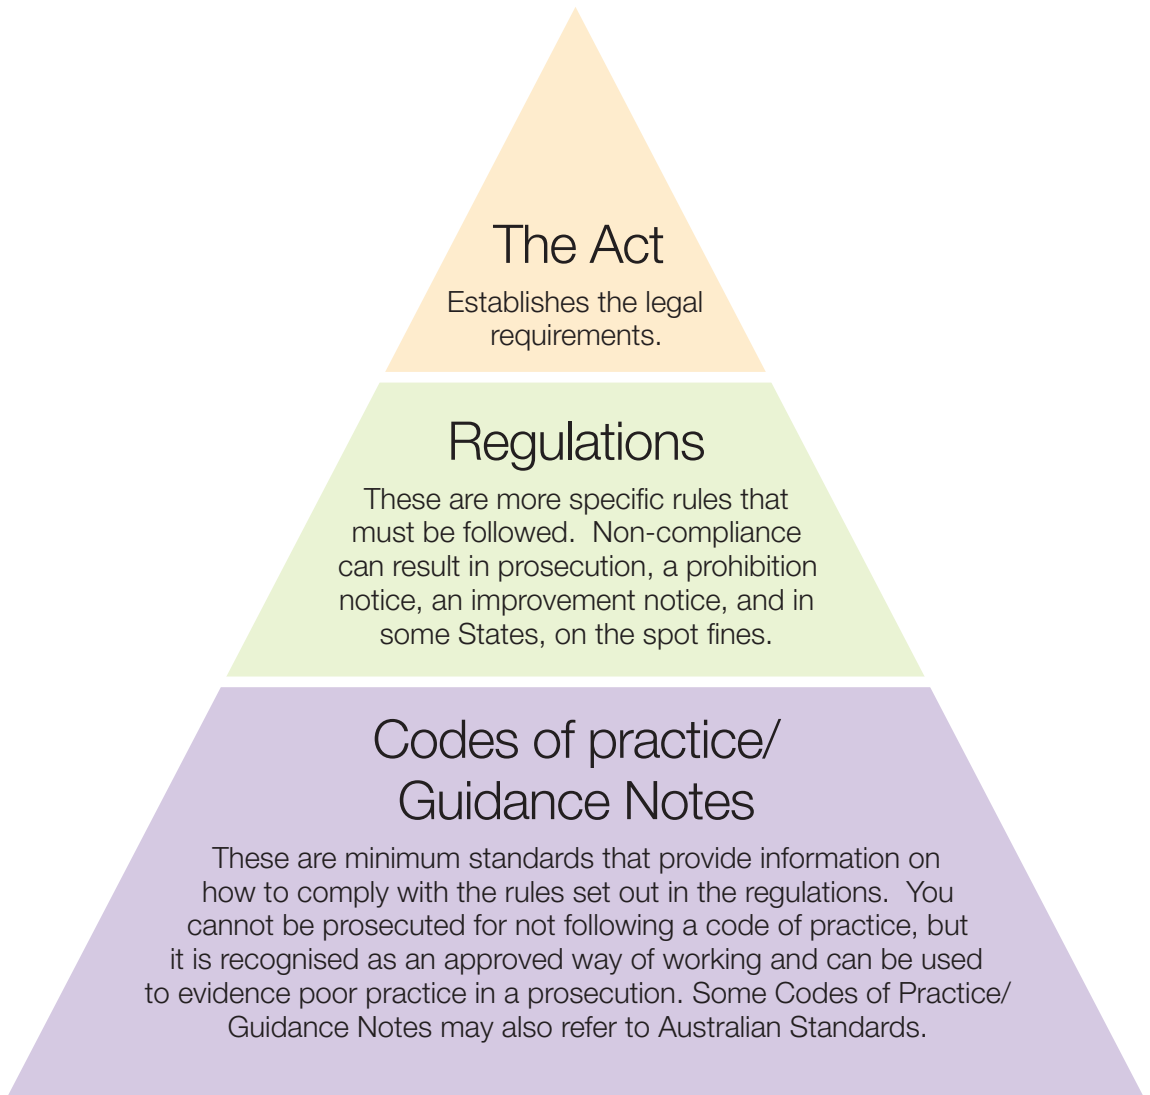 The Act
Establishes the legal
requirements.
Regulations
These are more specific rules that
must be followed.  Non-compliance
can result in prosecution, a prohibition
notice, an improvement notice, and in
some States, on the spot fines.
Codes of practice/
Guidance Notes
These are minimum standards that provide information on
how to comply with the rules set out in the regulations.  You
cannot be prosecuted for not following a code of practice, but
it is recognised as an approved way of working and can be used
to evidence poor practice in a prosecution. Some Codes of Practice/
Guidance Notes may also refer to Australian Standards.